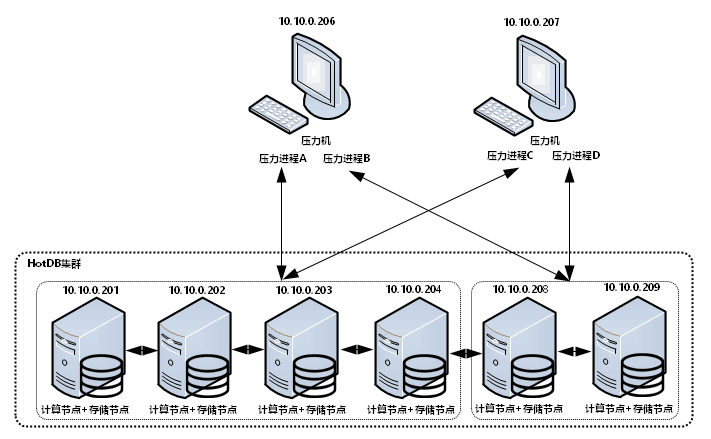 10.10.0.206
10.10.0.207
压力机
压力机
压力进程A
压力进程B
压力进程C
压力进程D
HotDB集群
10.10.0.201
10.10.0.202
10.10.0.203
10.10.0.204
10.10.0.208
10.10.0.209
计算节点+存储节点
计算节点+存储节点
计算节点+存储节点
计算节点+存储节点
计算节点+存储节点
计算节点+存储节点